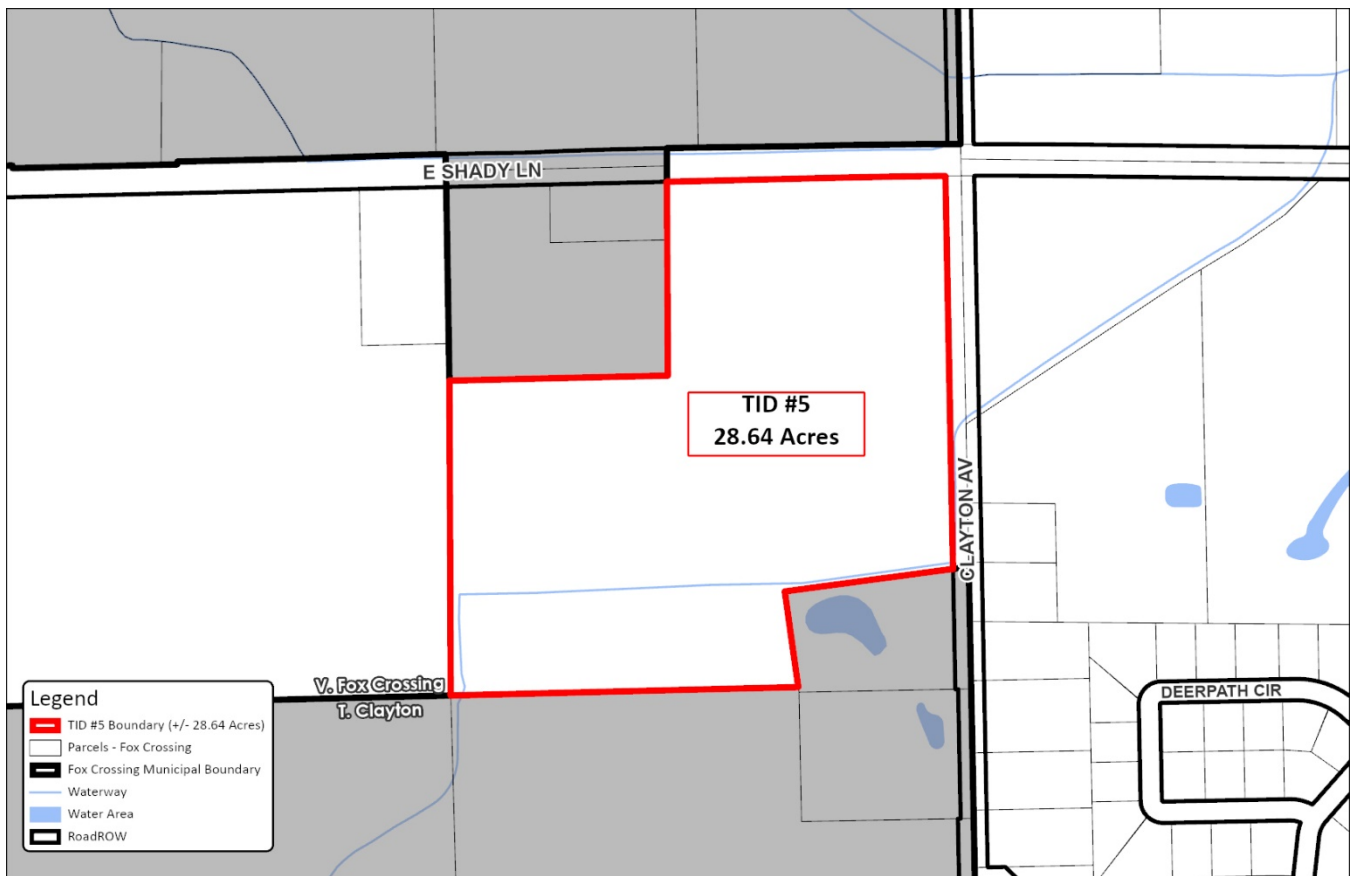 E SHADY LN
TID #5
28.64 Acres
CLAYTON AV
V. Fox Crossing
T. Clayton
DEERPATH CIR
Legend
TID #5 Boundary (+/- 28.64 Acres)
Parcels - Fox Crossing
Fox Crossing Municipal Boundary
Waterway
Water Area
RoadROW